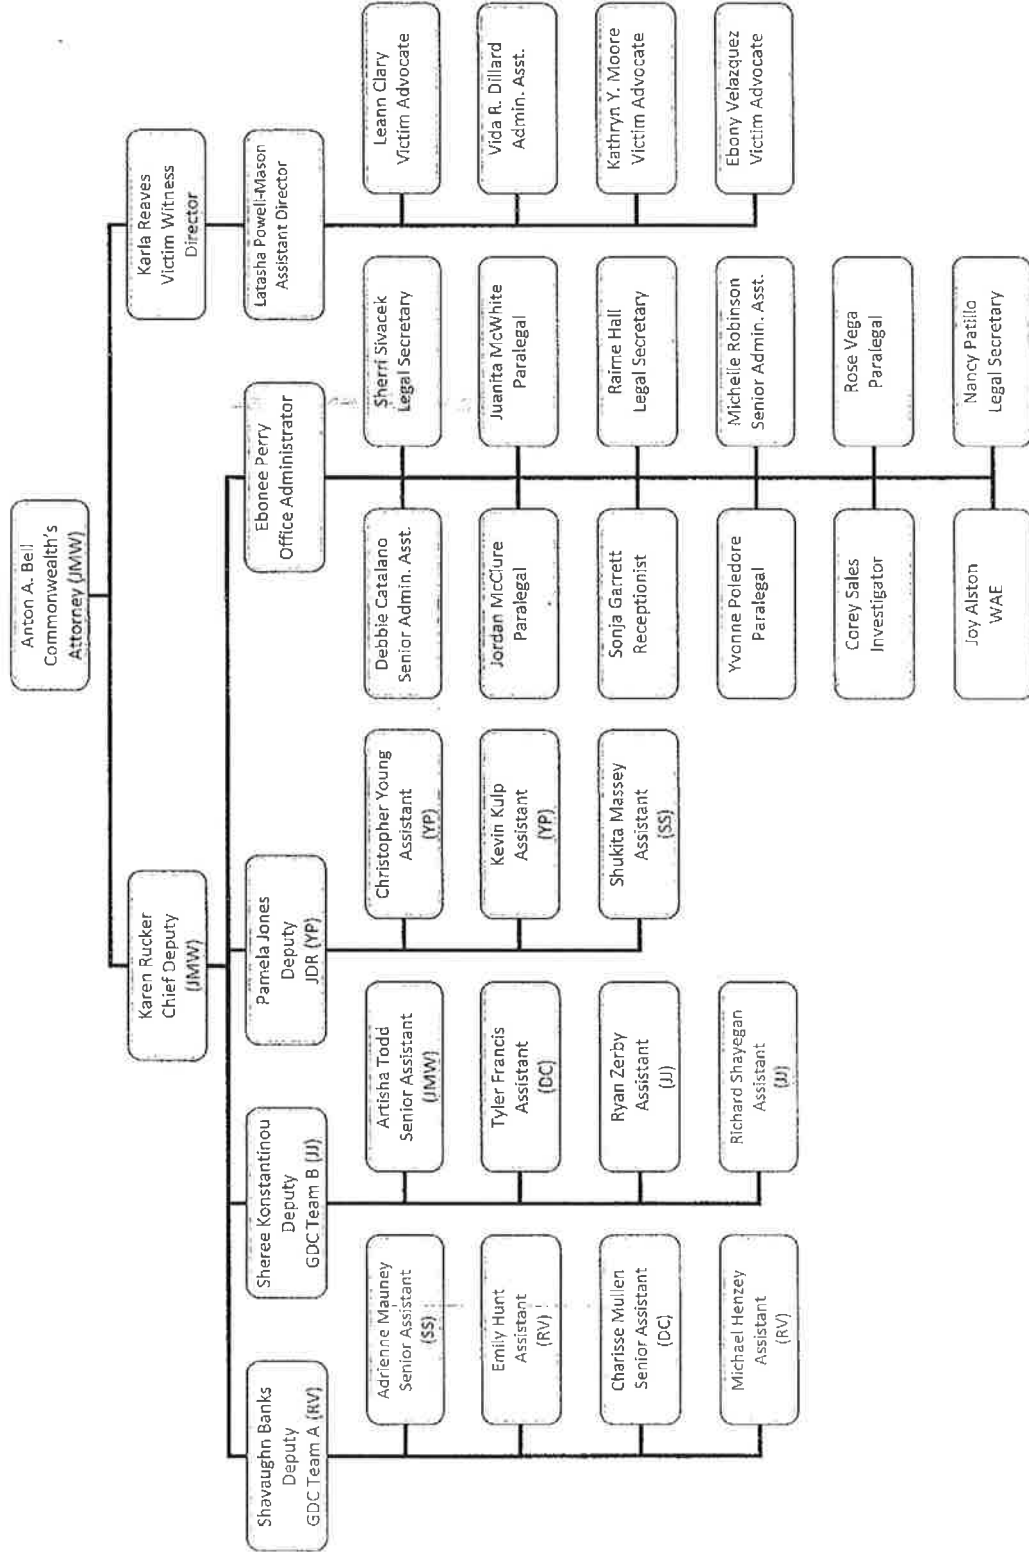 Anton A. Bell
Commonwealth's
Attorney (JMW)
Karen Rucker
Chief Deputy
(JMW)
Karla Reaves
Victim Witness
Director
Shavaughn Banks
Deputy
GDC Team A (RV)
Sheree Konstantinou
Deputy
GDC Team B (JJ)
Pamela Jones
Deputy
JDR (YP)
Ebonee Perry
Office Administrator
Latasha Powell-Mason
Assistant Director
Adrienne Mauney
Senior Assistant
(SS)
Emily Hunt
Assistant
(RV)
Charisse Mullen
Senior Assistant
(DC)
Michael Henzey
Assistant
(RV)
Artisha Todd
Senior Assistant
(JMW)
Tyler Francis
Assistant
(DC)
Ryan Zerby
Assistant
(JJ)
Richard Shayegan
Assistant
(JJ)
Christopher Young
Assistant
(YP)
Kevin Kulp
Assistant
(YP)
Shukita Massey
Assistant
(SS)
Debbie Catalano
Senior Admin. Asst.
Sherri Sivacek
Legal Secretary
Jordan McClure
Paralegal
Juanita McWhite
Paralegal
Sonja Garrett
Receptionist
Raime Hall
Legal Secretary
Yvonne Poledore
Paralegal
Michelle Robinson
Senior Admin. Asst.
Corey Sales
Investigator
Rose Vega
Paralegal
Joy Alston
WAE
Nancy Patillo
Legal Secretary
Leann Clary
Victim Advocate
Vida R. Dillard
Admin. Asst.
Kathryn Y. Moore
Victim Advocate
Ebony Velazquez
Victim Advocate